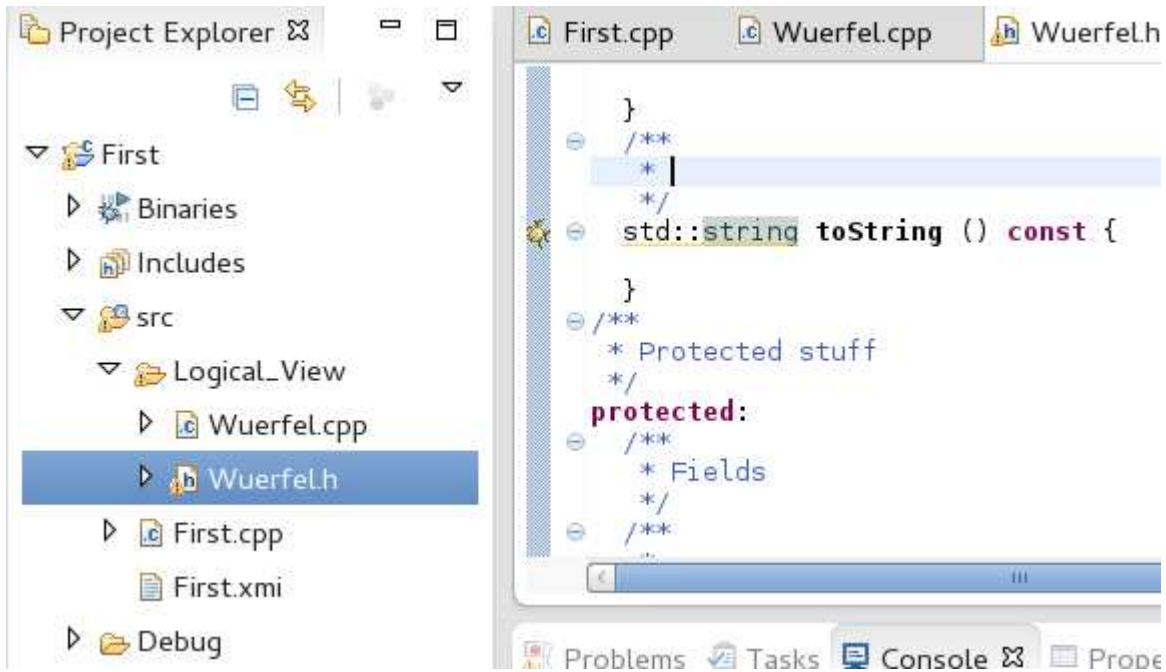 Project Explorer
First
Binaries
Includes
src
Logical_View
Wuerfel.cpp
Wuerfel.h
First.cpp
First.xmi
Debug
First.cpp Wuerfel.cpp Wuerfel.h
}
/**
*
*/
std::string toString () const {
}
/**
* Protected stuff
*/
protected:
/**
* Fields
*/
/**
Problems Tasks Console